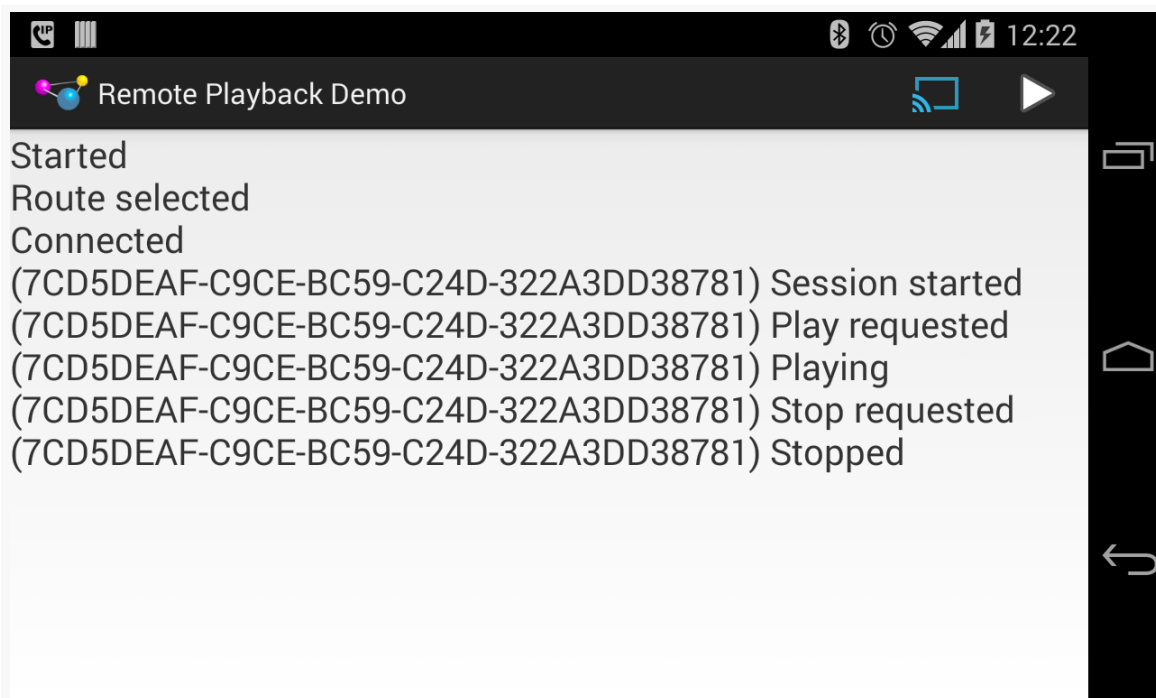 IP
12:22
Remote Playback Demo
Started
Route selected
Connected
(7CD5DEAF-C9CE-BC59-C24D-322A3DD38781) Session started
(7CD5DEAF-C9CE-BC59-C24D-322A3DD38781) Play requested
(7CD5DEAF-C9CE-BC59-C24D-322A3DD38781) Playing
(7CD5DEAF-C9CE-BC59-C24D-322A3DD38781) Stop requested
(7CD5DEAF-C9CE-BC59-C24D-322A3DD38781) Stopped